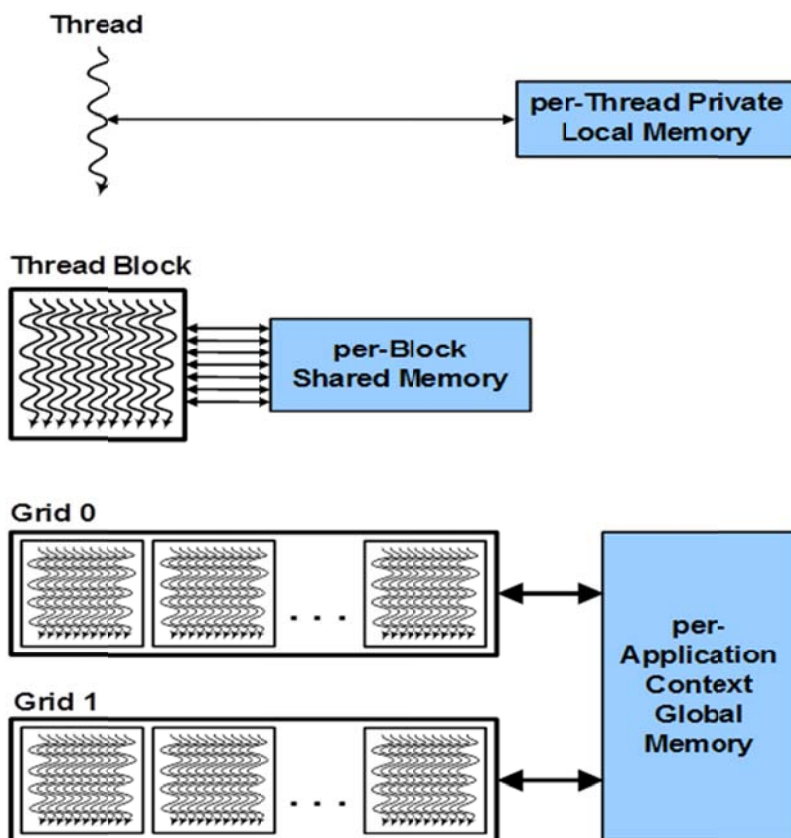 Thread
per-Thread Private
Local Memory
Thread Block
per-Block
Shared Memory
Grid 0
. . .
per-
Application
Context
Global
Memory
Grid 1
. . .